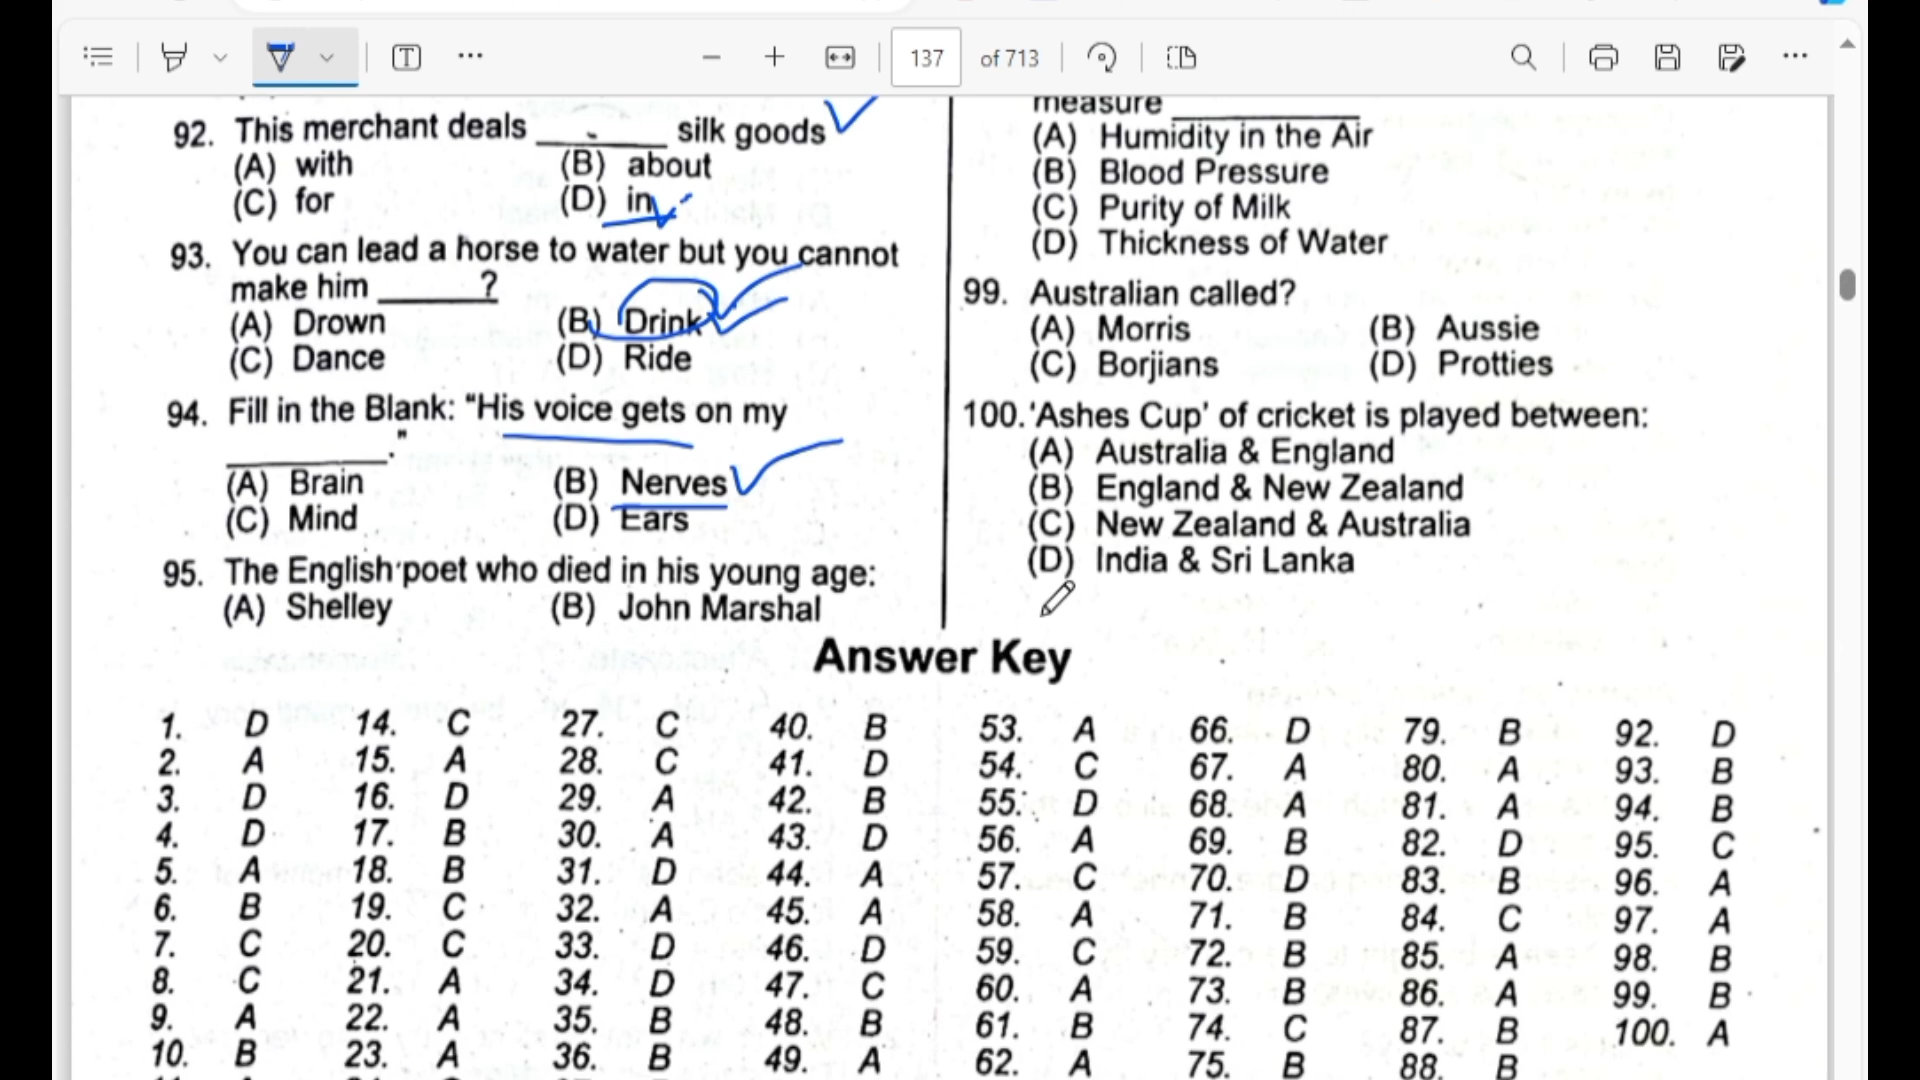 137 of 713
92. This merchant deals ________ silk goods
(A) with (B) about
(C) for (D) in
93. You can lead a horse to water but you cannot
make him ______?
(A) Drown (B) Drink
(C) Dance (D) Ride
94. Fill in the Blank: "His voice gets on my
________."
(A) Brain (B) Nerves
(C) Mind (D) Ears
95. The English poet who died in his young age:
(A) Shelley (B) John Marshal
measure ________
(A) Humidity in the Air
(B) Blood Pressure
(C) Purity of Milk
(D) Thickness of Water
99. Australian called?
(A) Morris (B) Aussie
(C) Borjians (D) Protties
100. 'Ashes Cup' of cricket is played between:
(A) Australia & England
(B) England & New Zealand
(C) New Zealand & Australia
(D) India & Sri Lanka
Answer Key
1. D 14. C 27. C 40. B 53. A 66. D 79. B 92. D
2. A 15. A 28. C 41. D 54. C 67. A 80. A 93. B
3. D 16. D 29. A 42. B 55. D 68. A 81. A 94. B
4. D 17. B 30. A 43. D 56. A 69. B 82. D 95. C
5. A 18. B 31. D 44. A 57. C 70. D 83. B 96. A
6. B 19. C 32. A 45. A 58. A 71. B 84. C 97. A
7. C 20. C 33. D 46. D 59. C 72. B 85. A 98. B
8. C 21. A 34. D 47. C 60. A 73. B 86. A 99. B
9. A 22. A 35. B 48. B 61. B 74. C 87. B 100. A
10. B 23. A 36. B 49. A 62. A 75. B 88. B